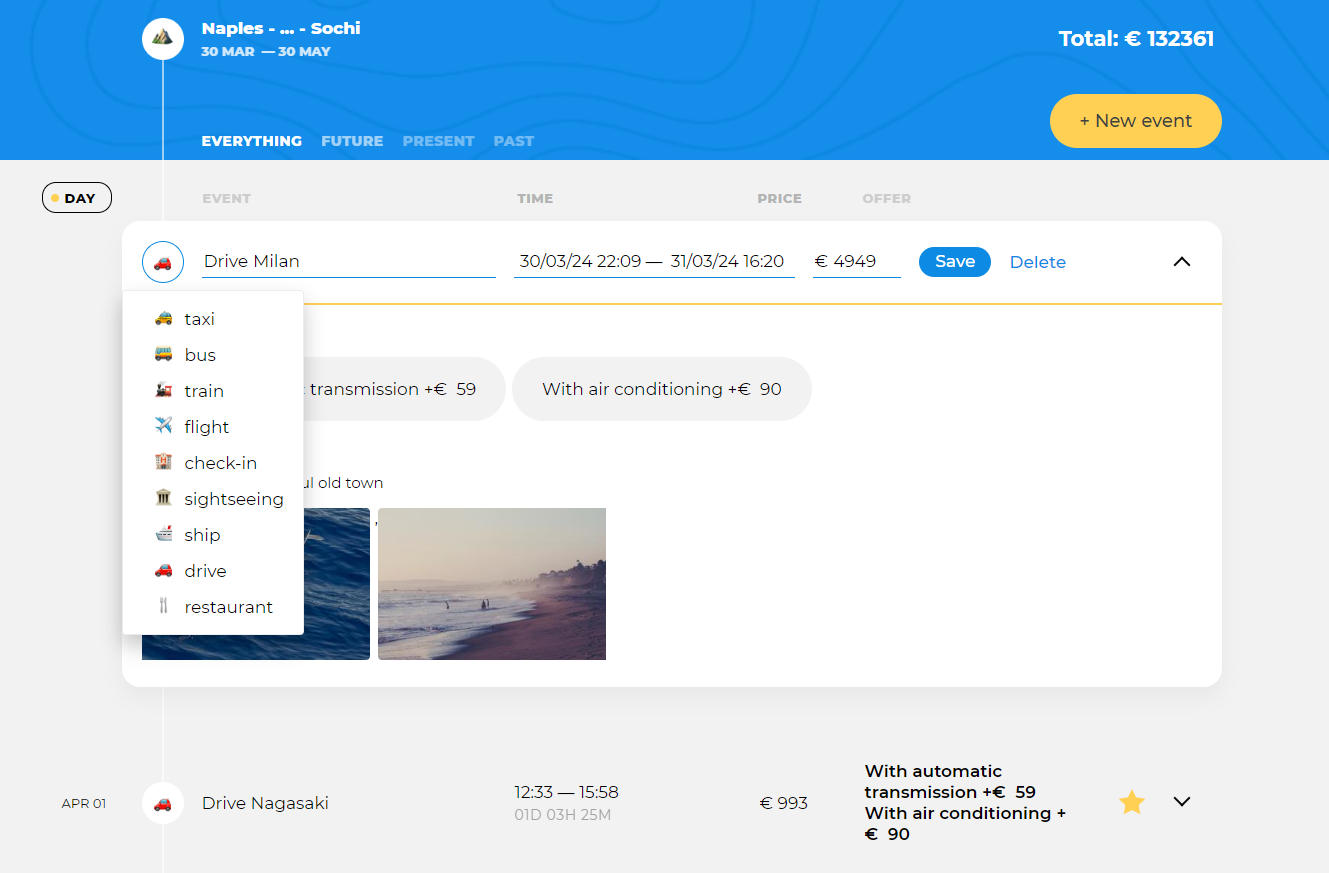 Naples - ... - Sochi
30 MAR — 30 MAY
Total: € 132361
+ New event
EVERYTHING FUTURE PRESENT PAST
DAY EVENT TIME PRICE OFFER
Drive Milan 30/03/24 22:09 — 31/03/24 16:20 € 4949 Save Delete
taxi
bus
train
flight
check-in
sightseeing
ship
drive
restaurant
transmission +€ 59 With air conditioning +€ 90
old town
APR 01 Drive Nagasaki
12:33 — 15:58
01D 03H 25M
€ 993
With automatic
transmission +€ 59
With air conditioning +
€ 90